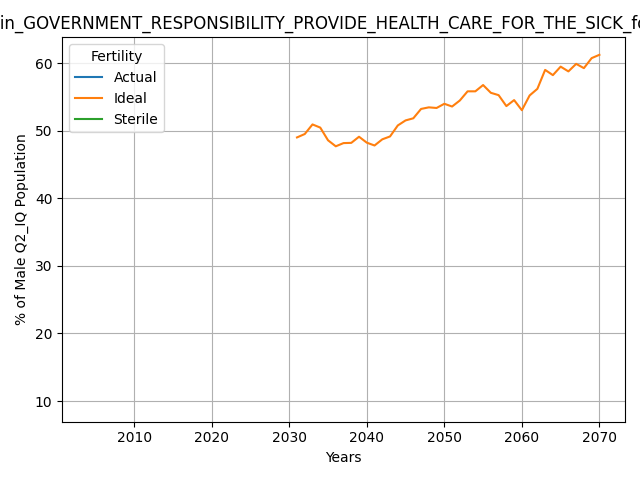 in_GOVERNMENT_RESPONSIBILITY_PROVIDE_HEALTH_CARE_FOR_THE_SICK_fo
Fertility
Actual
Ideal
Sterile
% of Male Q2_IQ Population
60
50
40
30
20
10
2010 2020 2030 2040 2050 2060 2070
Years